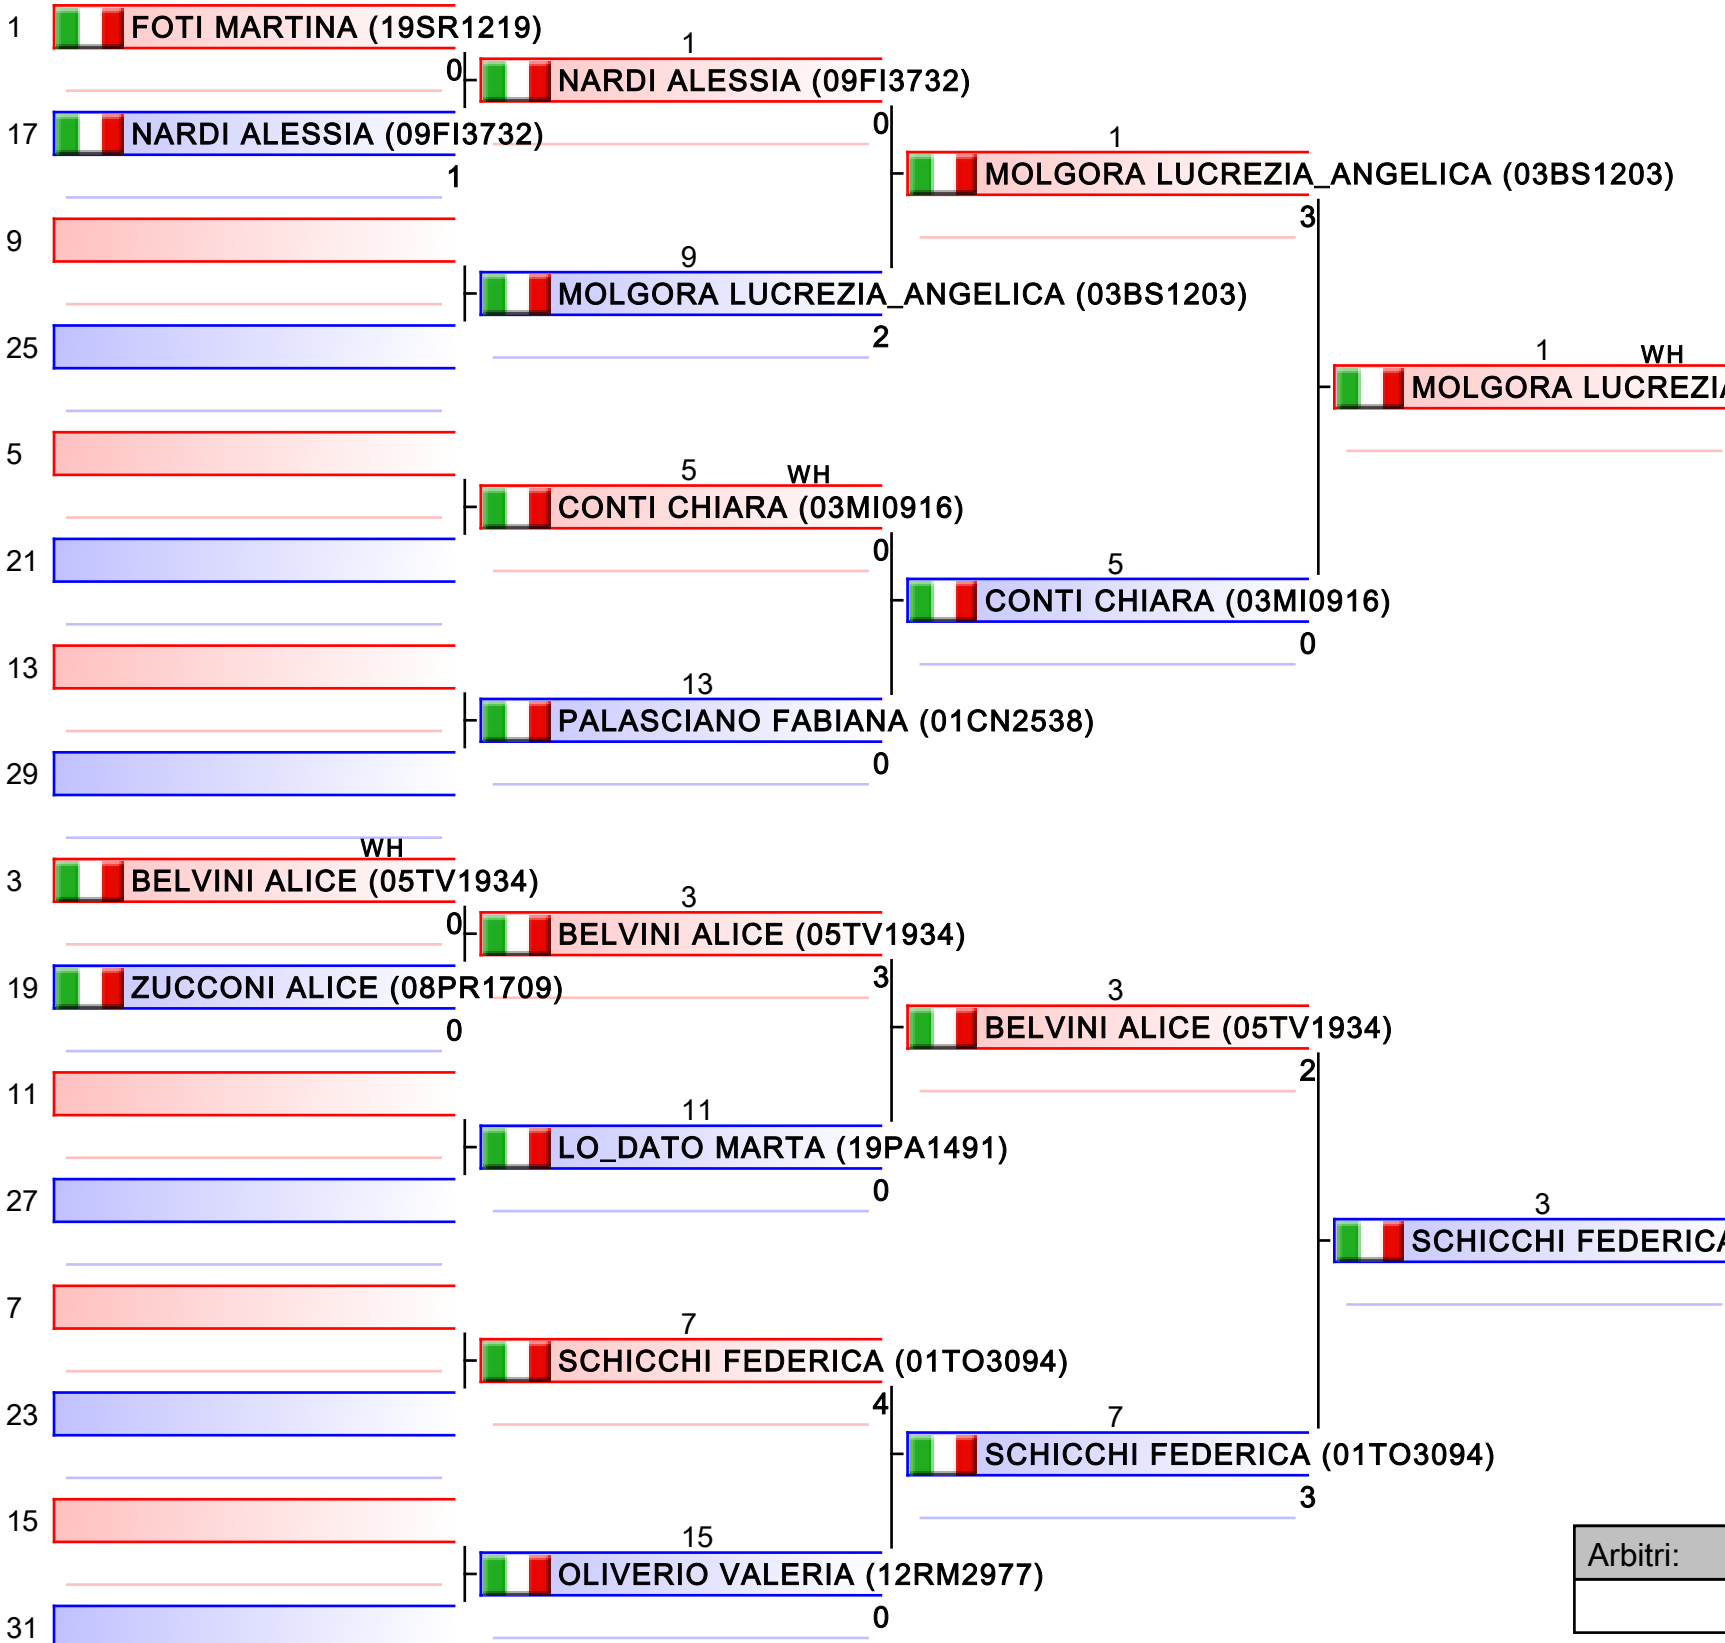 1
FOTI MARTINA (19SR1219)
0
1
NARDI ALESSIA (09FI3732)
0
17
NARDI ALESSIA (09FI3732)
1
1
MOLGORA LUCREZIA_ANGELICA (03BS1203)
3
9
9
MOLGORA LUCREZIA_ANGELICA (03BS1203)
2
25
1 WH
MOLGORA LUCREZIA
5
5 WH
CONTI CHIARA (03MI0916)
0
21
5
CONTI CHIARA (03MI0916)
0
13
13
PALASCIANO FABIANA (01CN2538)
0
29
WH
3
BELVINI ALICE (05TV1934)
0
3
BELVINI ALICE (05TV1934)
3
19
ZUCCONI ALICE (08PR1709)
0
3
BELVINI ALICE (05TV1934)
2
11
11
LO_DATO MARTA (19PA1491)
0
27
3
SCHICCHI FEDERICA
7
7
SCHICCHI FEDERICA (01TO3094)
4
23
7
SCHICCHI FEDERICA (01TO3094)
3
15
15
OLIVERIO VALERIA (12RM2977)
0
31
Arbitri: